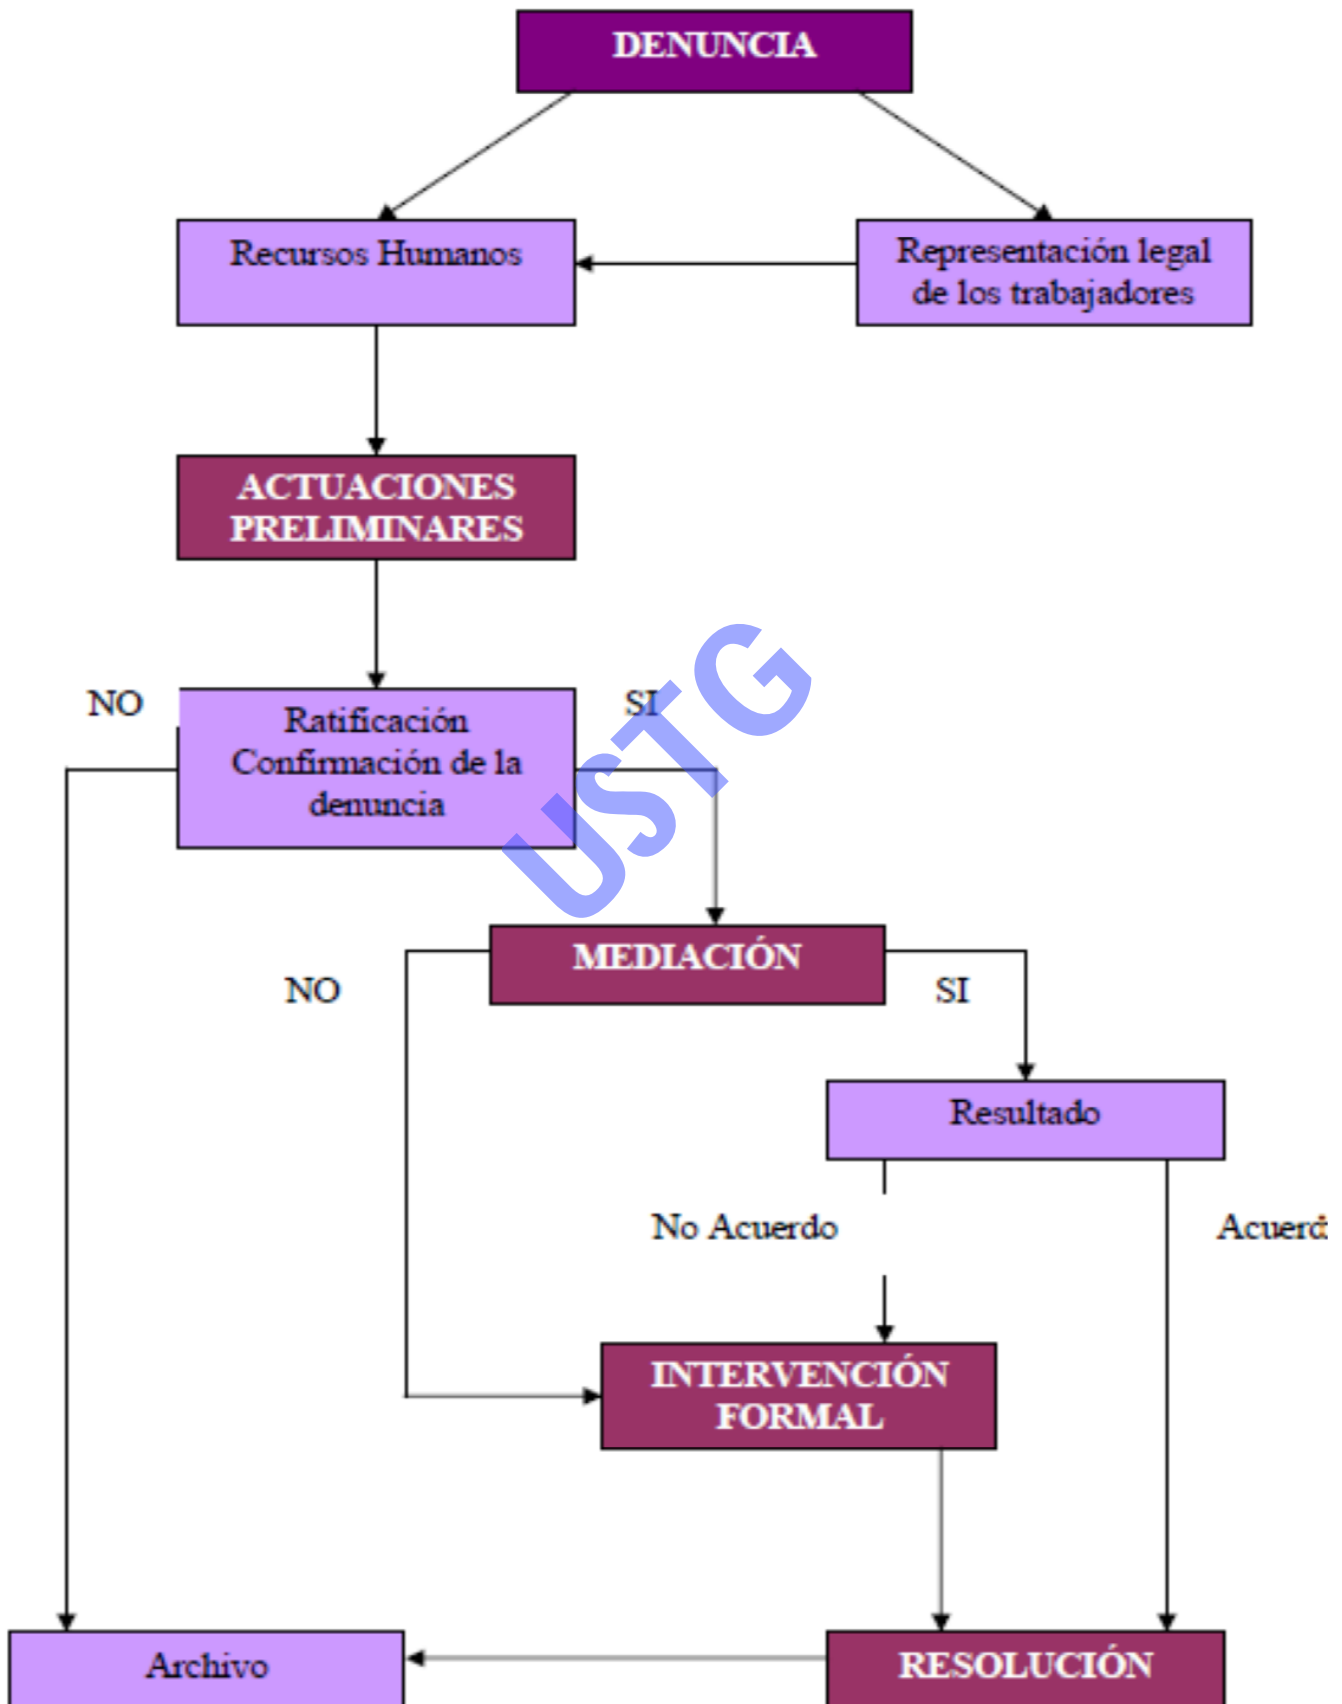 DENUNCIA
Recursos Humanos
Representación legal
de los trabajadores
ACTUACIONES
PRELIMINARES
NO
Ratificación
Confirmación de la
denuncia
SI
USTG
MEDIACIÓN
NO
SI
Resultado
No Acuerdo
Acuerd
INTERVENCIÓN
FORMAL
Archivo
RESOLUCIÓN